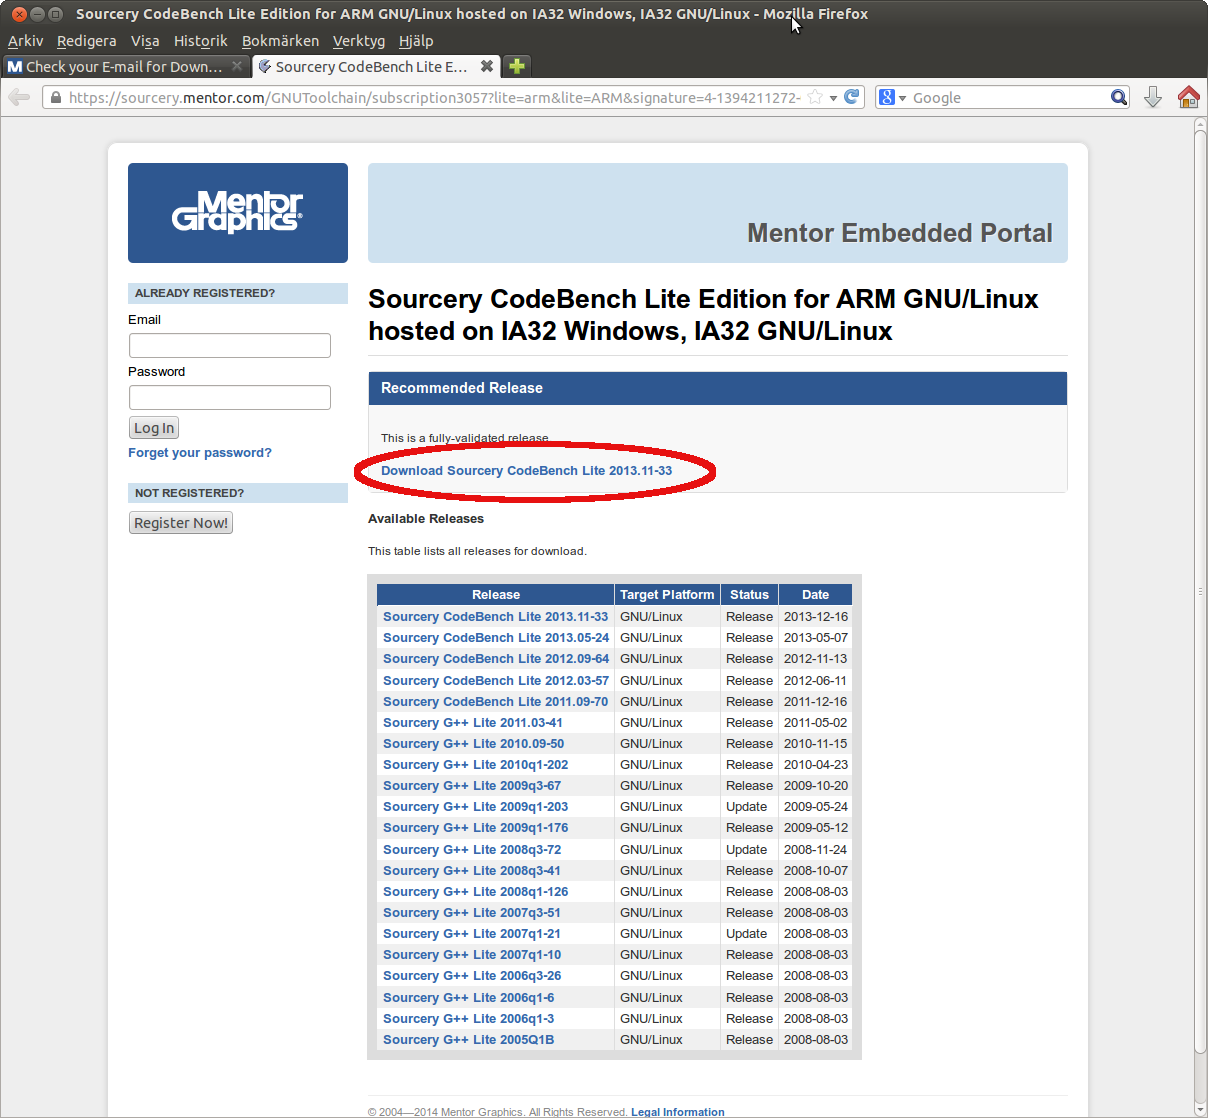 Sourcery CodeBench Lite Edition for ARM GNU/Linux hosted on IA32 Windows, IA32 GNU/Linux - Mozilla Firefox
Arkiv Redigera Visa Historik Bokmärken Verktyg Hjälp
Check your E-mail for Down... Sourcery CodeBench Lite E...
https://sourcery.mentor.com/GNUToolchain/subscription3057?lite=arm&lite=ARM&signature=4-1394211272- Google
Mentor
Graphics
Mentor Embedded Portal
ALREADY REGISTERED?
Email
Password
Log In
Forget your password?
NOT REGISTERED?
Register Now!
Sourcery CodeBench Lite Edition for ARM GNU/Linux
hosted on IA32 Windows, IA32 GNU/Linux
Recommended Release
This is a fully-validated release.
Download Sourcery CodeBench Lite 2013.11-33
Available Releases
This table lists all releases for download.
Release Target Platform Status Date
Sourcery CodeBench Lite 2013.11-33 GNU/Linux Release 2013-12-16
Sourcery CodeBench Lite 2013.05-24 GNU/Linux Release 2013-05-07
Sourcery CodeBench Lite 2012.09-64 GNU/Linux Release 2012-11-13
Sourcery CodeBench Lite 2012.03-57 GNU/Linux Release 2012-06-11
Sourcery CodeBench Lite 2011.09-70 GNU/Linux Release 2011-12-16
Sourcery G++ Lite 2011.03-41 GNU/Linux Release 2011-05-02
Sourcery G++ Lite 2010.09-50 GNU/Linux Release 2010-11-15
Sourcery G++ Lite 2010q1-202 GNU/Linux Release 2010-04-23
Sourcery G++ Lite 2009q3-67 GNU/Linux Release 2009-10-20
Sourcery G++ Lite 2009q1-203 GNU/Linux Update 2009-05-24
Sourcery G++ Lite 2009q1-176 GNU/Linux Release 2009-05-12
Sourcery G++ Lite 2008q3-72 GNU/Linux Update 2008-11-24
Sourcery G++ Lite 2008q3-41 GNU/Linux Release 2008-10-07
Sourcery G++ Lite 2008q1-126 GNU/Linux Release 2008-08-03
Sourcery G++ Lite 2007q3-51 GNU/Linux Release 2008-08-03
Sourcery G++ Lite 2007q1-21 GNU/Linux Update 2008-08-03
Sourcery G++ Lite 2007q1-10 GNU/Linux Release 2008-08-03
Sourcery G++ Lite 2006q3-26 GNU/Linux Release 2008-08-03
Sourcery G++ Lite 2006q1-6 GNU/Linux Release 2008-08-03
Sourcery G++ Lite 2006q1-3 GNU/Linux Release 2008-08-03
Sourcery G++ Lite 2005Q1B GNU/Linux Release 2008-08-03
© 2004—2014 Mentor Graphics. All Rights Reserved. Legal Information